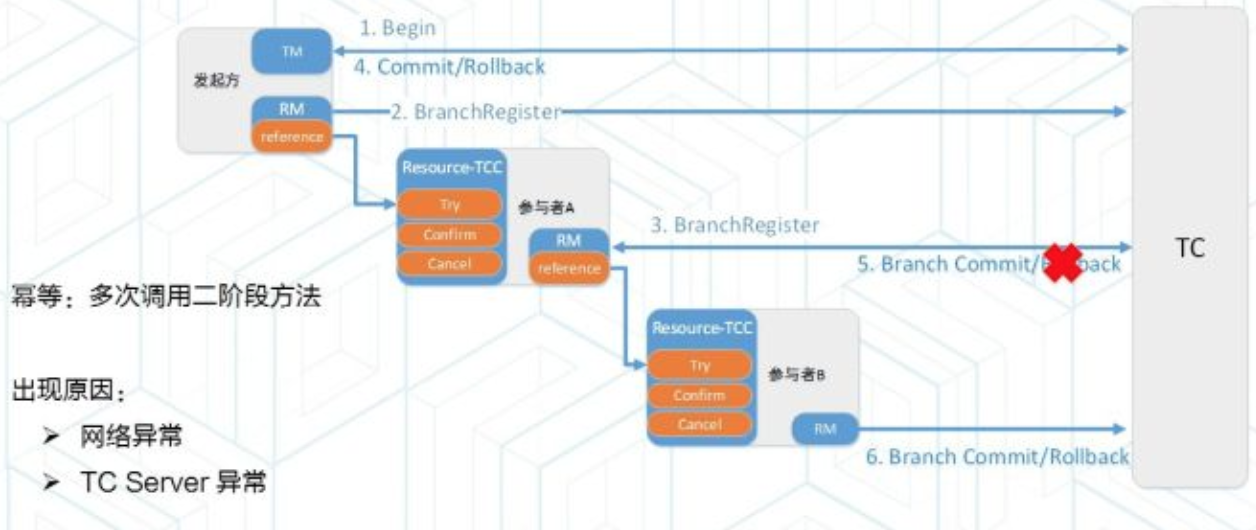 1. Begin
TM
4. Commit/Rollback
发起方
RM
2. BranchRegister
reference
Resource-TCC
Try
参与者A
Confirm
RM
Cancel
reference
3. BranchRegister
TC
5. Branch Commit/
back
幂等：多次调用二阶段方法
Resource-TCC
Try
参与者B
Confirm
Cancel
RM
6. Branch Commit/Rollback
出现原因：
➢ 网络异常
➢ TC Server 异常